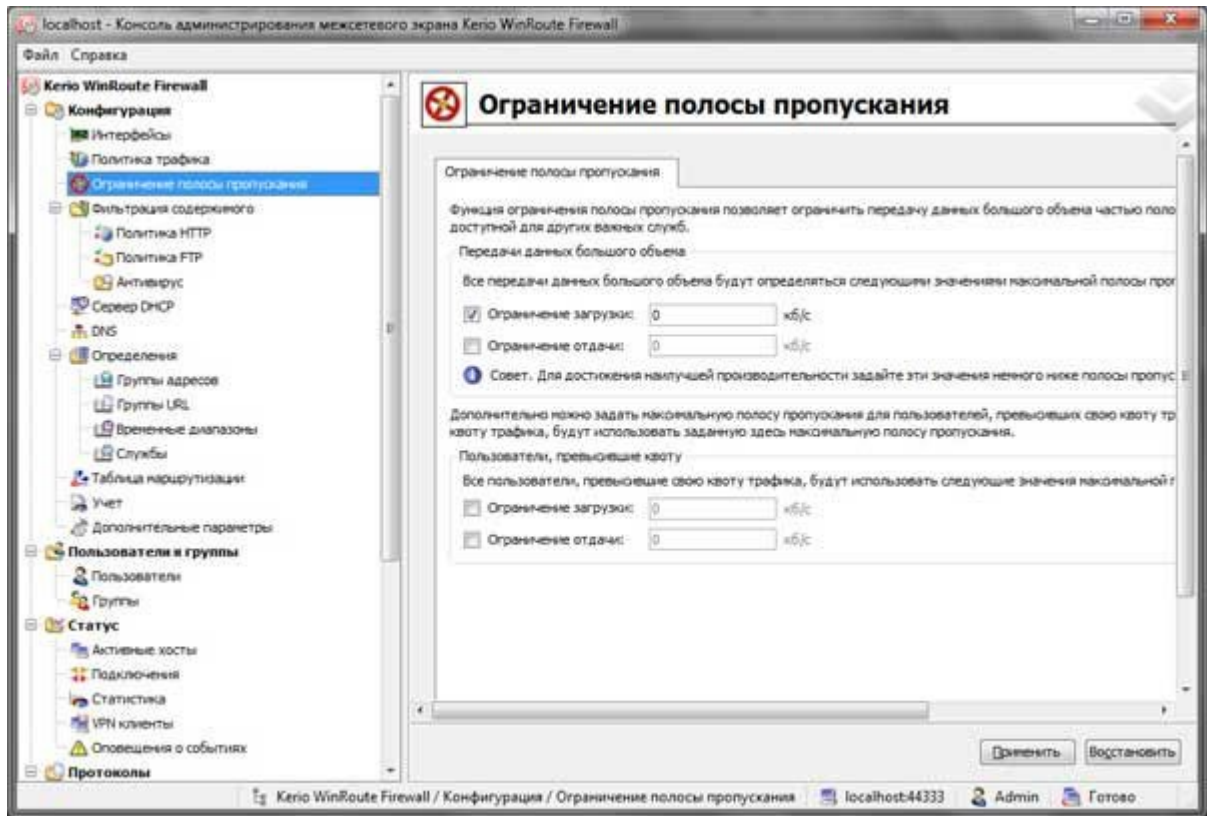 localhost - Консоль администрирования межсетевого экрана Kerio WinRoute Firewall
Файл Справка
Kerio WinRoute Firewall
Конфигурация
Интерфейсы
Политика трафика
Ограничение полосы пропускания
Фильтрация содержимого
Политика HTTP
Политика FTP
Антивирус
Сервер DHCP
DNS
Определения
Группы адресов
Группы URL
Временные диапазоны
Службы
Таблица маршрутизации
Учет
Дополнительные параметры
Пользователи и группы
Пользователи
Группы
Статус
Активные хосты
Подключения
Статистика
VPN клиенты
Оповещения о событиях
Протоколы
Ограничение полосы пропускания
Ограничение полосы пропускания
Функция ограничения полосы пропускания позволяет ограничить передачу данных большого объема частью поло
доступной для других важных служб.
Передачи данных большого объема
Все передачи данных большого объема будут определяться следующими значениями максимальной полосы проп
Ограничение загрузки: 0 кб/с
Ограничение отдачи: 0 кб/с
Совет. Для достижения наилучшей производительности задайте эти значения немного ниже полосы пропус
Дополнительно можно задать максимальную полосу пропускания для пользователей, превысивших свою квоту тр
квоту трафика, будут использовать заданную здесь максимальную полосу пропускания.
Пользователи, превысившие квоту
Все пользователи, превысившие свою квоту трафика, будут использовать следующие значения максимальной п
Ограничение загрузки: 0 кб/с
Ограничение отдачи: 0 кб/с
Применить Восстановить
Kerio WinRoute Firewall / Конфигурация / Ограничение полосы пропускания localhost:44333 Admin Готово